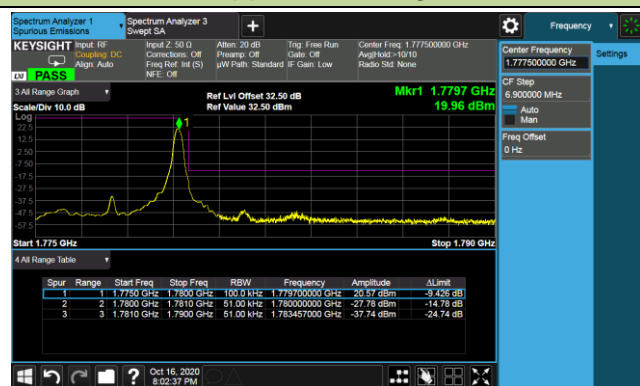 Spectrum Analyzer 1
Spurious Emissions
Spectrum Analyzer 3
Swept SA
+
Frequency
KEYSIGHT
Input: RF
Coupling: DC
Align: Auto
Input Z: 50 Ω
Corrections: Off
Freq Ref: Int (S)
NFE: Off
Atten: 20 dB
Preamp: Off
µW Path: Standard
Trig: Free Run
Gate: Off
IF Gain: Low
Center Freq: 1.777500000 GHz
Avg|Hold:>10/10
Radio Std: None
LXI PASS
Center Frequency
1.777500000 GHz
Settings
CF Step
6.900000 MHz
Auto
Man
Freq Offset
0 Hz
3 All Range Graph
Scale/Div 10.0 dB
Ref Lvl Offset 32.50 dB
Ref Value 32.50 dBm
Mkr1 1.7797 GHz
19.96 dBm
Log
1
22.5
12.5
2.50
-7.50
-17.5
-27.5
-37.5
-47.5
-57.5
Start 1.775 GHz
Stop 1.790 GHz
4 All Range Table
Spur Range Start Freq Stop Freq RBW Frequency Amplitude ΔLimit
1 1 1.7750 GHz 1.7800 GHz 100.0 kHz 1.779700000 GHz 20.57 dBm -9.426 dB
2 2 1.7800 GHz 1.7810 GHz 51.00 kHz 1.780000000 GHz -27.78 dBm -14.78 dB
3 3 1.7810 GHz 1.7900 GHz 51.00 kHz 1.783457000 GHz -37.74 dBm -24.74 dB
?
Oct 16, 2020
8:02:37 PM